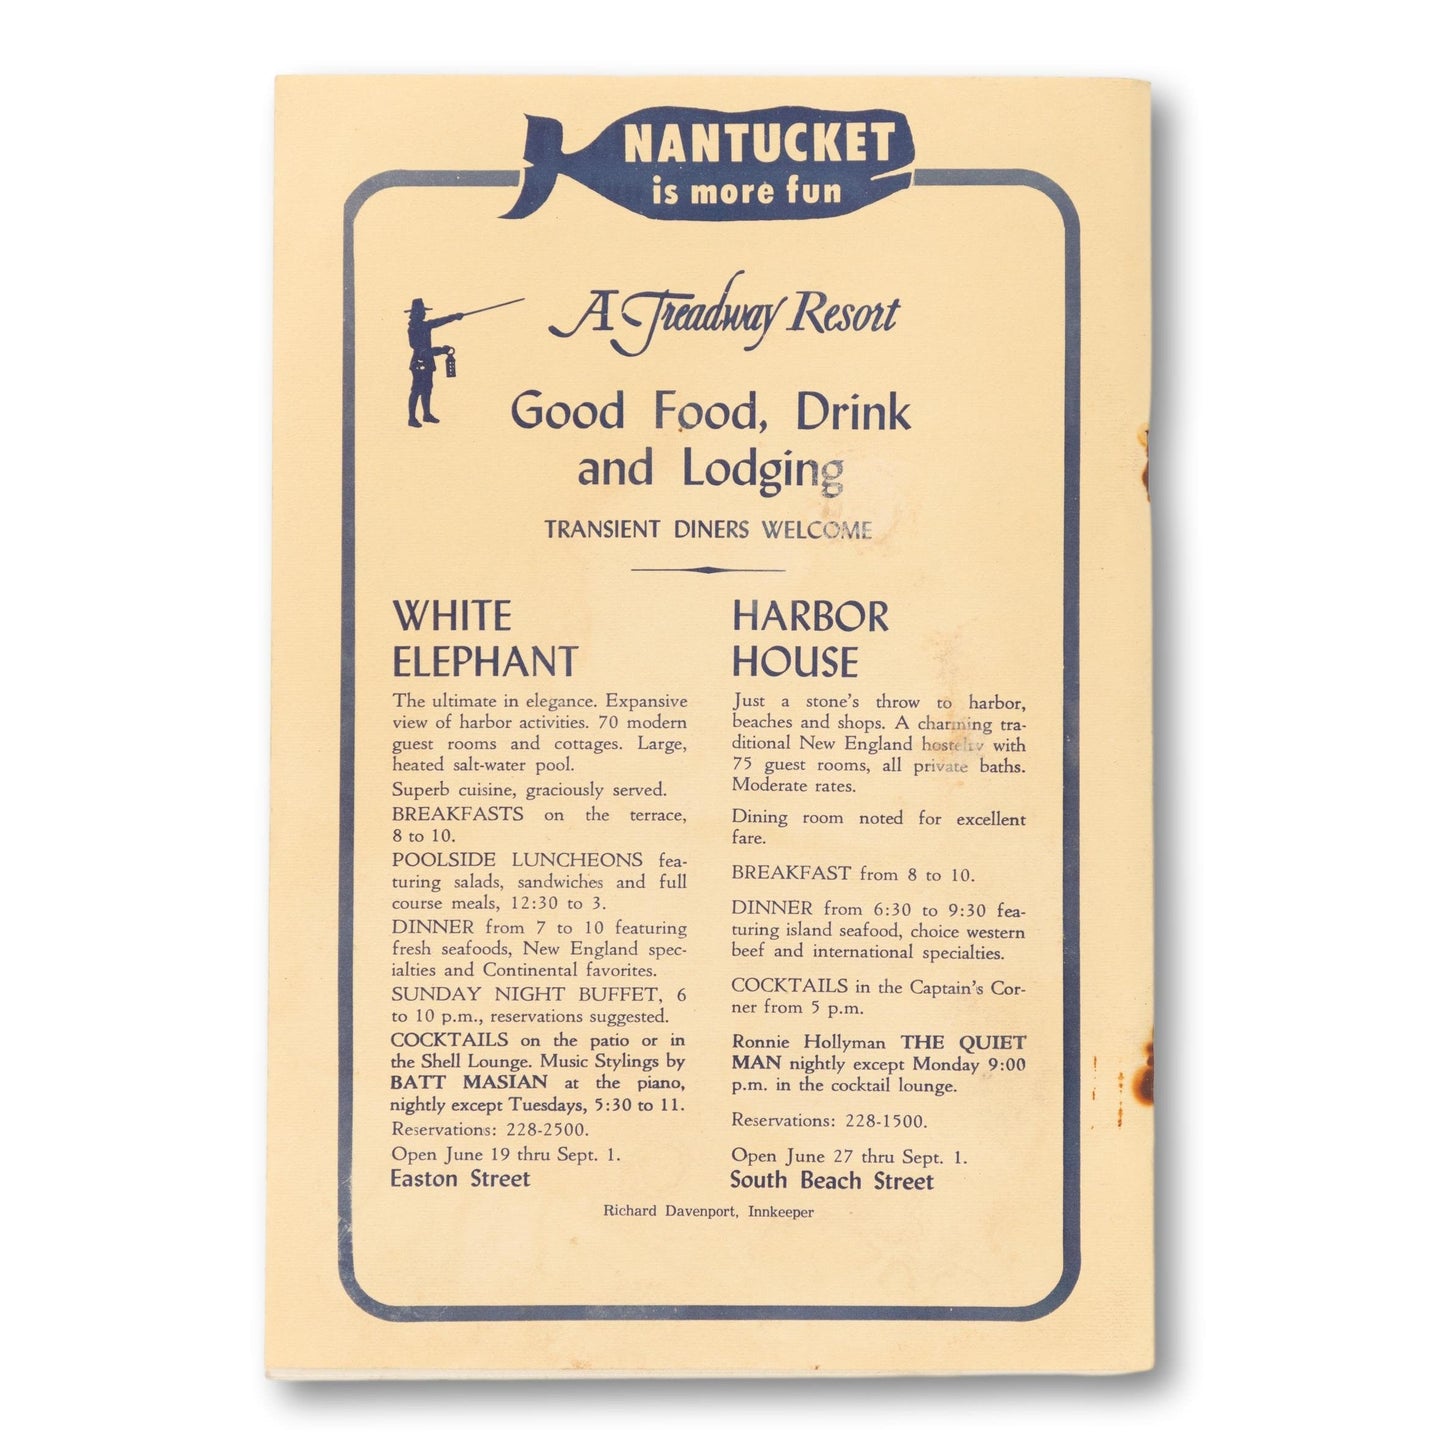 NANTUCKET
is more fun
A Treadway Resort
Good Food, Drink
and Lodging
TRANSIENT DINERS WELCOME
WHITE
ELEPHANT
The ultimate in elegance. Expansive
view of harbor activities. 70 modern
guest rooms and cottages. Large,
heated salt-water pool.
Superb cuisine, graciously served.
BREAKFASTS on the terrace,
8 to 10.
POOLSIDE LUNCHEONS fea-
turing salads, sandwiches and full
course meals, 12:30 to 3.
DINNER from 7 to 10 featuring
fresh seafoods, New England spec-
ialties and Continental favorites.
SUNDAY NIGHT BUFFET, 6
to 10 p.m., reservations suggested.
COCKTAILS on the patio or in
the Shell Lounge. Music Stylings by
BATT MASIAN at the piano,
nightly except Tuesdays, 5:30 to 11.
Reservations: 228-2500.
Open June 19 thru Sept. 1.
Easton Street
HARBOR
HOUSE
Just a stone's throw to harbor,
beaches and shops. A charming tra-
ditional New England hostelry with
75 guest rooms, all private baths.
Moderate rates.
Dining room noted for excellent
fare.
BREAKFAST from 8 to 10.
DINNER from 6:30 to 9:30 fea-
turing island seafood, choice western
beef and international specialties.
COCKTAILS in the Captain's Cor-
ner from 5 p.m.
Ronnie Hollyman THE QUIET
MAN nightly except Monday 9:00
p.m. in the cocktail lounge.
Reservations: 228-1500.
Open June 27 thru Sept. 1.
South Beach Street
Richard Davenport, Innkeeper